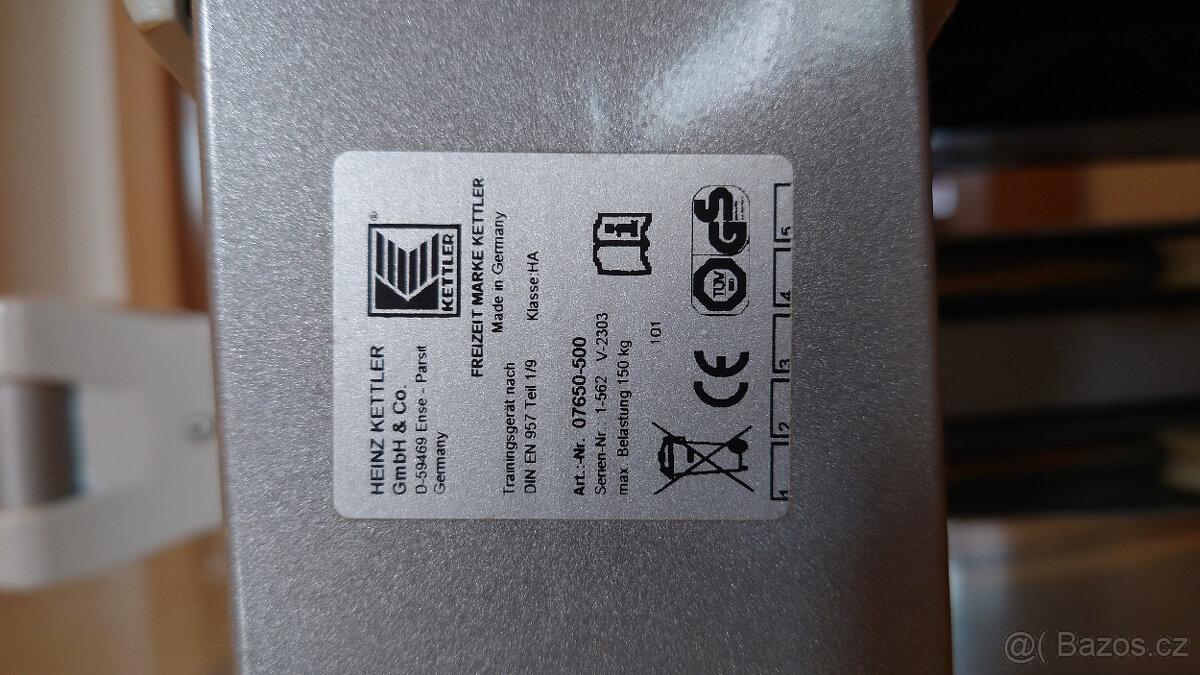 HEINZ KETTLER
GmbH & Co.
D-59469 Ense - Parsit
Germany
®
KETTLER
FREIZEIT MARKE KETTLER
Made in Germany
Trainingsgerät nach
DIN EN 957 Teil 1/9 Klasse:HA
Art.:-Nr. 07650-500
Serien-Nr 1-562 V-2303
max Belastung 150 kg
101
i
CE
TÜV
GS
1 2 3 4 5
@( Bazos.cz